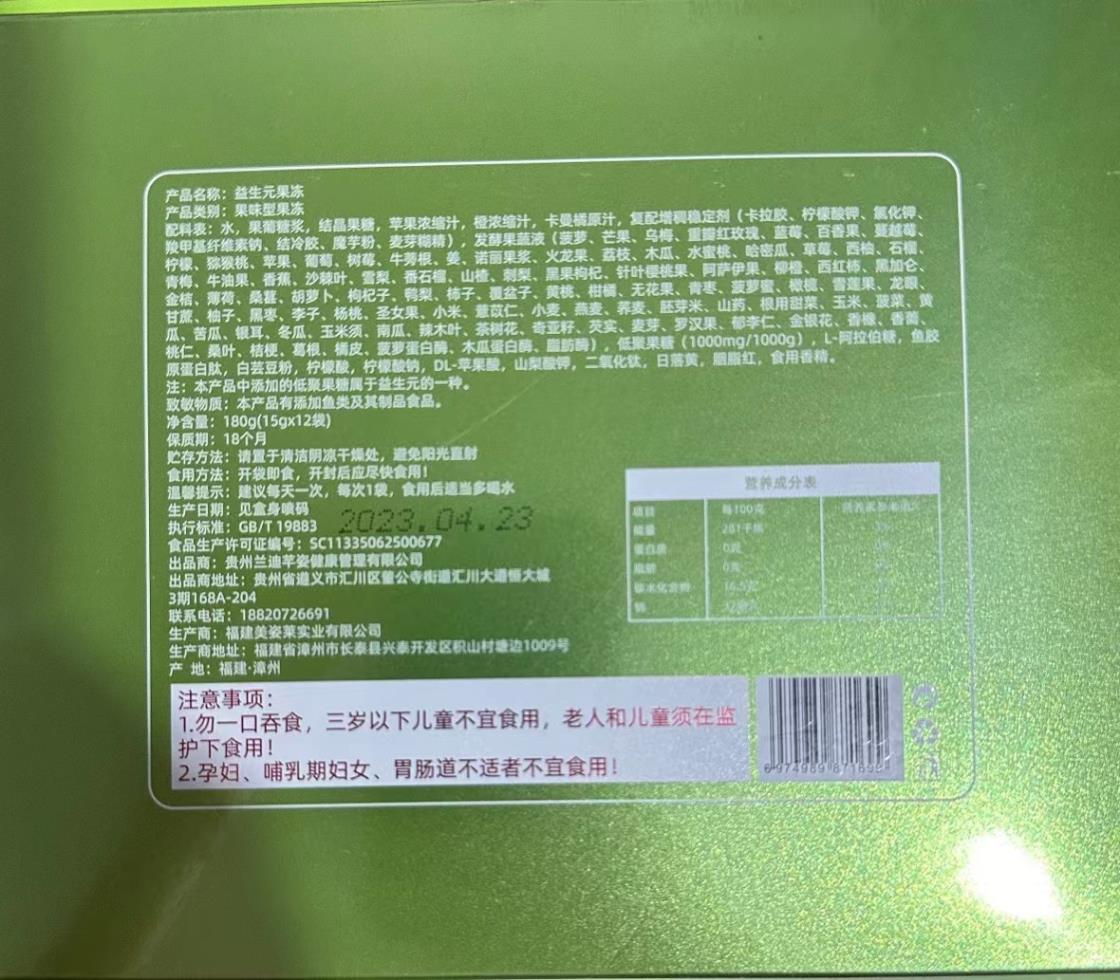 产品名称：益生元果冻
产品类别：果味型果冻
配料表：水，果葡糖浆，结晶果糖，苹果浓缩汁，橙浓缩汁，卡曼橘原汁，复配增稠稳定剂（卡拉胶、柠檬酸钾、氯化钾、
羧甲基纤维素钠、结冷胶、魔芋粉、麦芽糊精），发酵果蔬液（菠萝、芒果、乌梅、重瓣红玫瑰、蓝莓、百香果、蔓越莓、
柠檬、猕猴桃、苹果、葡萄、树莓、牛蒡根、姜、诺丽果浆、火龙果、荔枝、木瓜、水蜜桃、哈密瓜、草莓、西柚、石榴、
青梅、牛油果、香蕉、沙棘叶、雪梨、番石榴、山楂、刺梨、黑果枸杞、针叶樱桃果、阿萨伊果、柳橙、西红柿、黑加仑、
金桔、薄荷、桑葚、胡萝卜、枸杞子、鸭梨、柿子、覆盆子、黄桃、柑橘、无花果、青枣、菠萝蜜、橄榄、雪莲果、龙眼、
甘蔗、柚子、黑枣、李子、杨桃、圣女果、小米、薏苡仁、小麦、燕麦、荞麦、胚芽米、山药、根用甜菜、玉米、菠菜、黄
瓜、苦瓜、银耳、冬瓜、玉米须、南瓜、辣木叶、茶树花、奇亚籽、芡实、麦芽、罗汉果、郁李仁、金银花、香橼、香菇、
桃仁、桑叶、桔梗、葛根、橘皮、菠萝蛋白酶、木瓜蛋白酶、脂肪酶），低聚果糖（1000mg/1000g），L-阿拉伯糖，鱼胶
原蛋白肽，白芸豆粉，柠檬酸，柠檬酸钠，DL-苹果酸，山梨酸钾，二氧化钛，日落黄，胭脂红，食用香精。
注：本产品中添加的低聚果糖属于益生元的一种。
致敏物质：本产品有添加鱼类及其制品食品。
净含量：180g(15gx12袋)
保质期：18个月
贮存方法：请置于清洁阴凉干燥处，避免阳光直射
食用方法：开袋即食，开封后应尽快食用！
温馨提示：建议每天一次，每次1袋，食用后适当多喝水
生产日期：见盒身喷码
执行标准：GB/T 19883
2023.04.23
食品生产许可证编号：SC11335062500677
出品商：贵州兰迪芊姿健康管理有限公司
出品商地址：贵州省遵义市汇川区董公寺街道汇川大道恒大城
3期168A-204
联系电话：18820726691
生产商：福建美姿莱实业有限公司
生产商地址：福建省漳州市长泰县兴泰开发区积山村塘边1009号
产 地：福建·漳州
营养成分表
项目 每100克
能量 281千焦
蛋白质 0克
脂肪 0克
碳水化合物 16.5克
钠
注意事项：
1.勿一口吞食，三岁以下儿童不宜食用，老人和儿童须在监
护下食用！
2.孕妇、哺乳期妇女、胃肠道不适者不宜食用！